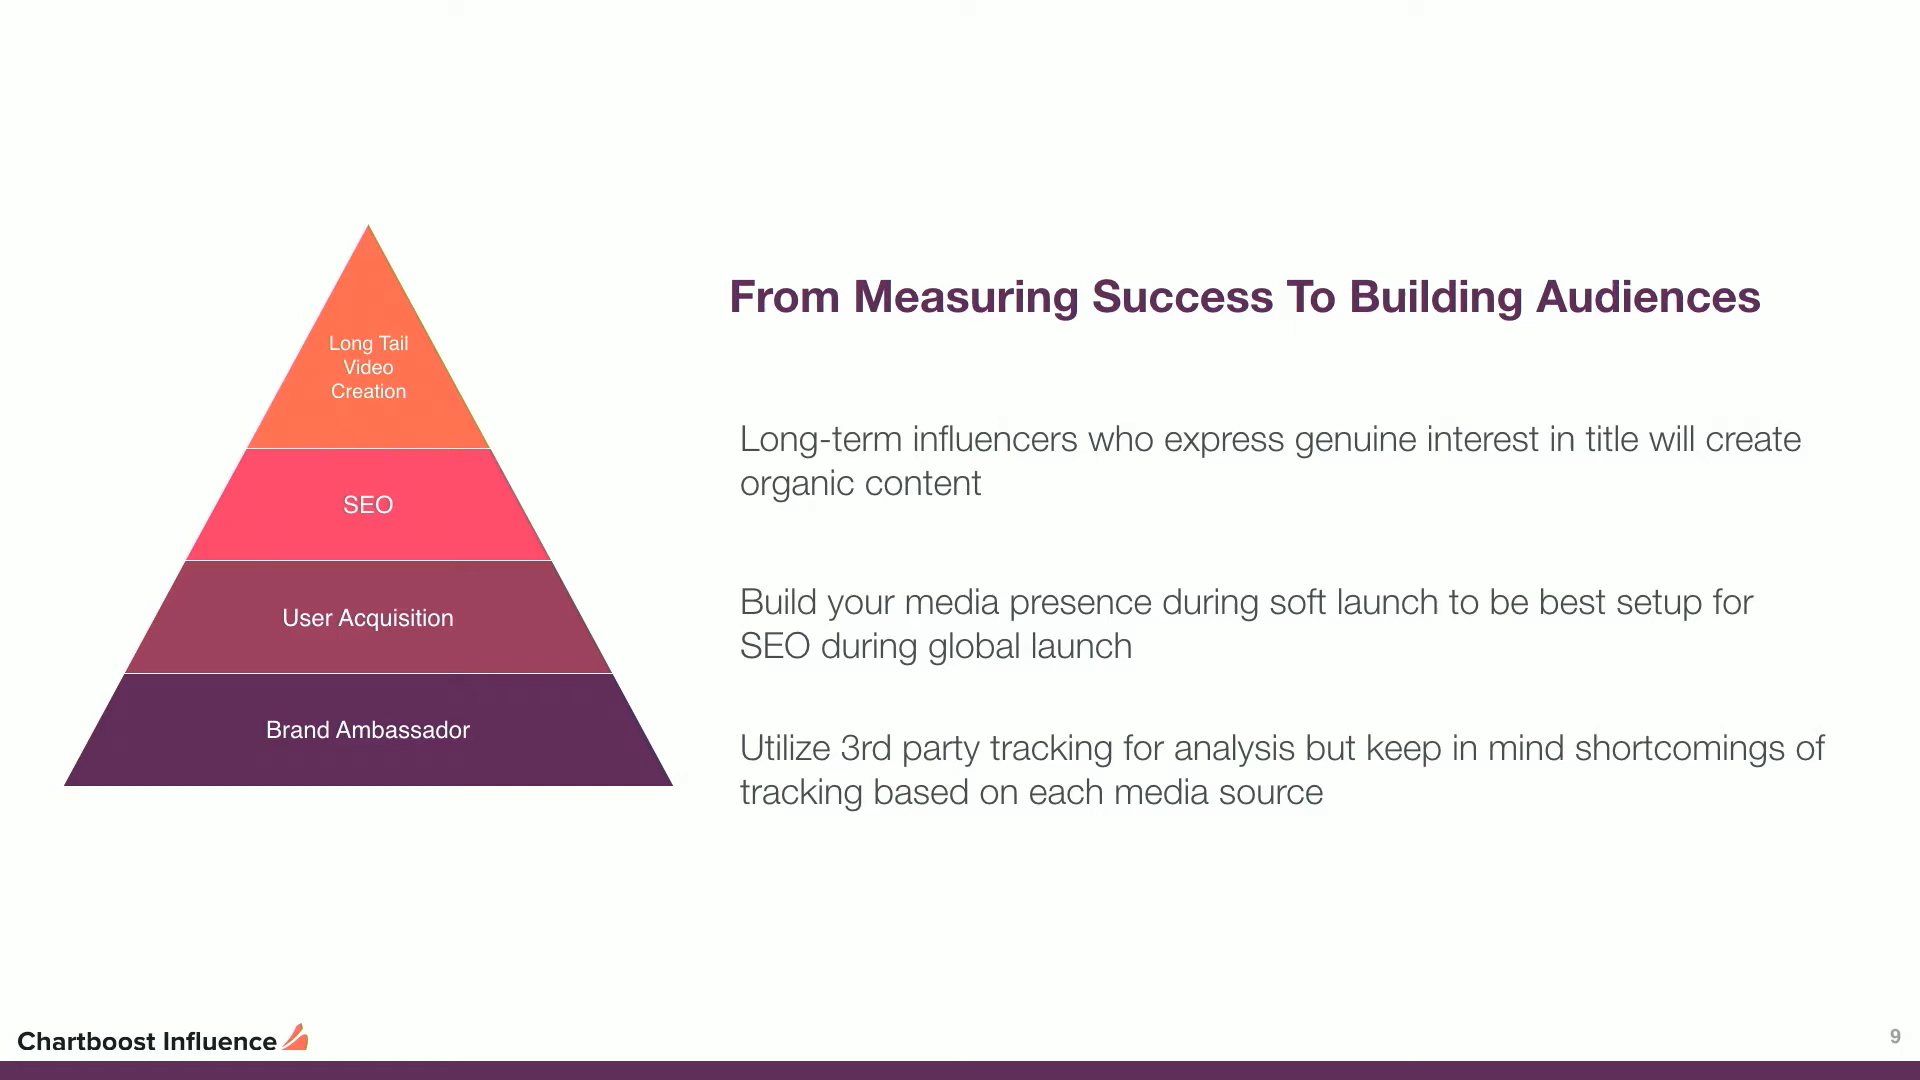 From Measuring Success To Building Audiences
Long Tail
Video
Creation
SEO
User Acquisition
Brand Ambassador
Long-term influencers who express genuine interest in title will create
organic content
Build your media presence during soft launch to be best setup for
SEO during global launch
Utilize 3rd party tracking for analysis but keep in mind shortcomings of
tracking based on each media source
Chartboost Influence
9